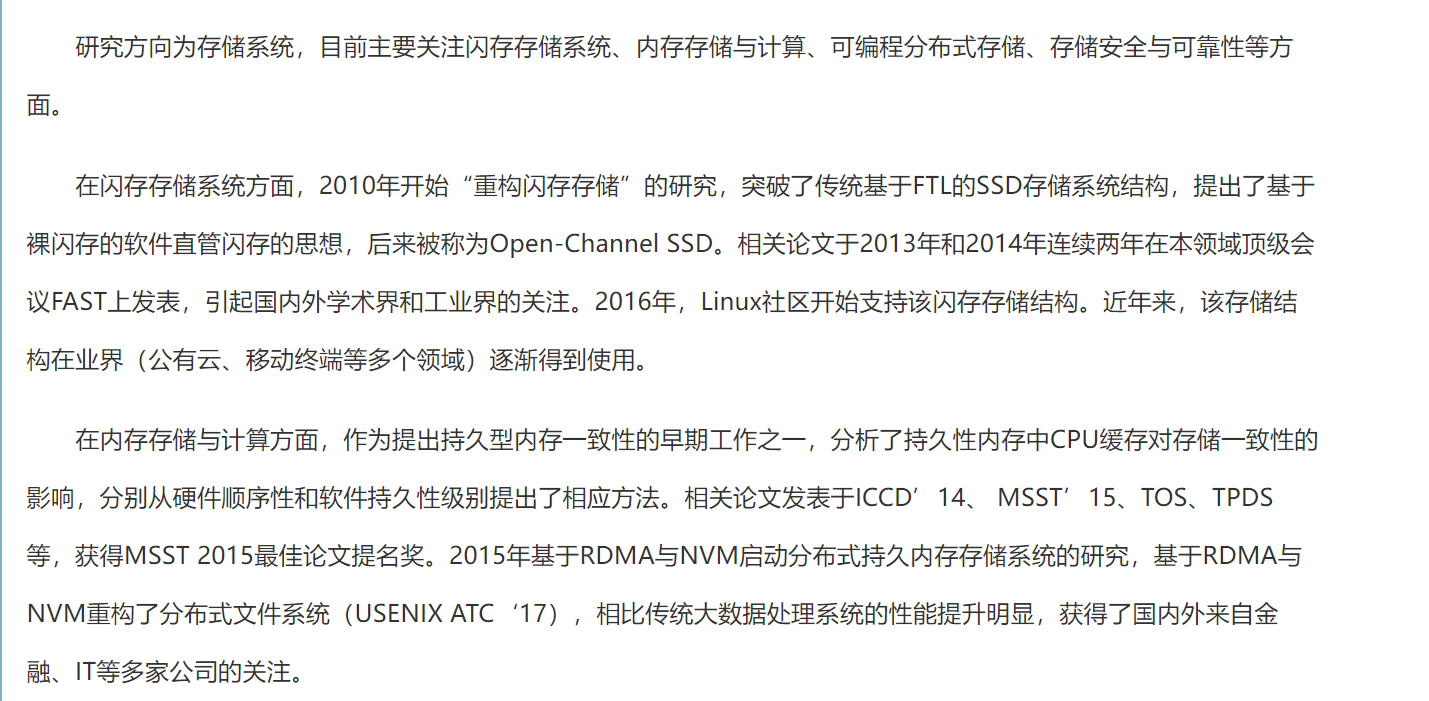 研究方向为存储系统，目前主要关注闪存存储系统、内存存储与计算、可编程分布式存储、存储安全与可靠性等方
面。
在闪存存储系统方面，2010年开始“重构闪存存储”的研究，突破了传统基于FTL的SSD存储系统结构，提出了基于
裸闪存的软件直管闪存的思想，后来被称为Open-Channel SSD。相关论文于2013年和2014年连续两年在本领域顶级会
议FAST上发表，引起国内外学术界和工业界的关注。2016年，Linux社区开始支持该闪存存储结构。近年来，该存储结
构在业界（公有云、移动终端等多个领域）逐渐得到使用。
在内存存储与计算方面，作为提出持久型内存一致性的早期工作之一，分析了持久性内存中CPU缓存对存储一致性的
影响，分别从硬件顺序性和软件持久性级别提出了相应方法。相关论文发表于ICCD’14、 MSST’15、TOS、TPDS
等，获得MSST 2015最佳论文提名奖。2015年基于RDMA与NVM启动分布式持久内存存储系统的研究，基于RDMA与
NVM重构了分布式文件系统（USENIX ATC‘17），相比传统大数据处理系统的性能提升明显，获得了国内外来自金
融、IT等多家公司的关注。